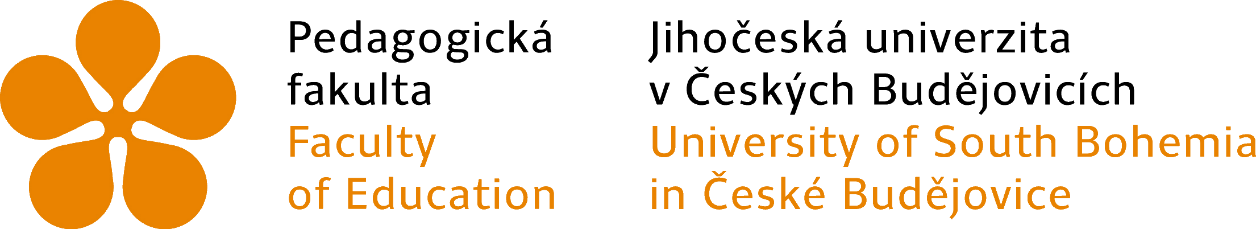 Pedagogická
fakulta
Faculty
of Education
Jihočeská univerzita
v Českých Budějovicích
University of South Bohemia
in České Budějovice